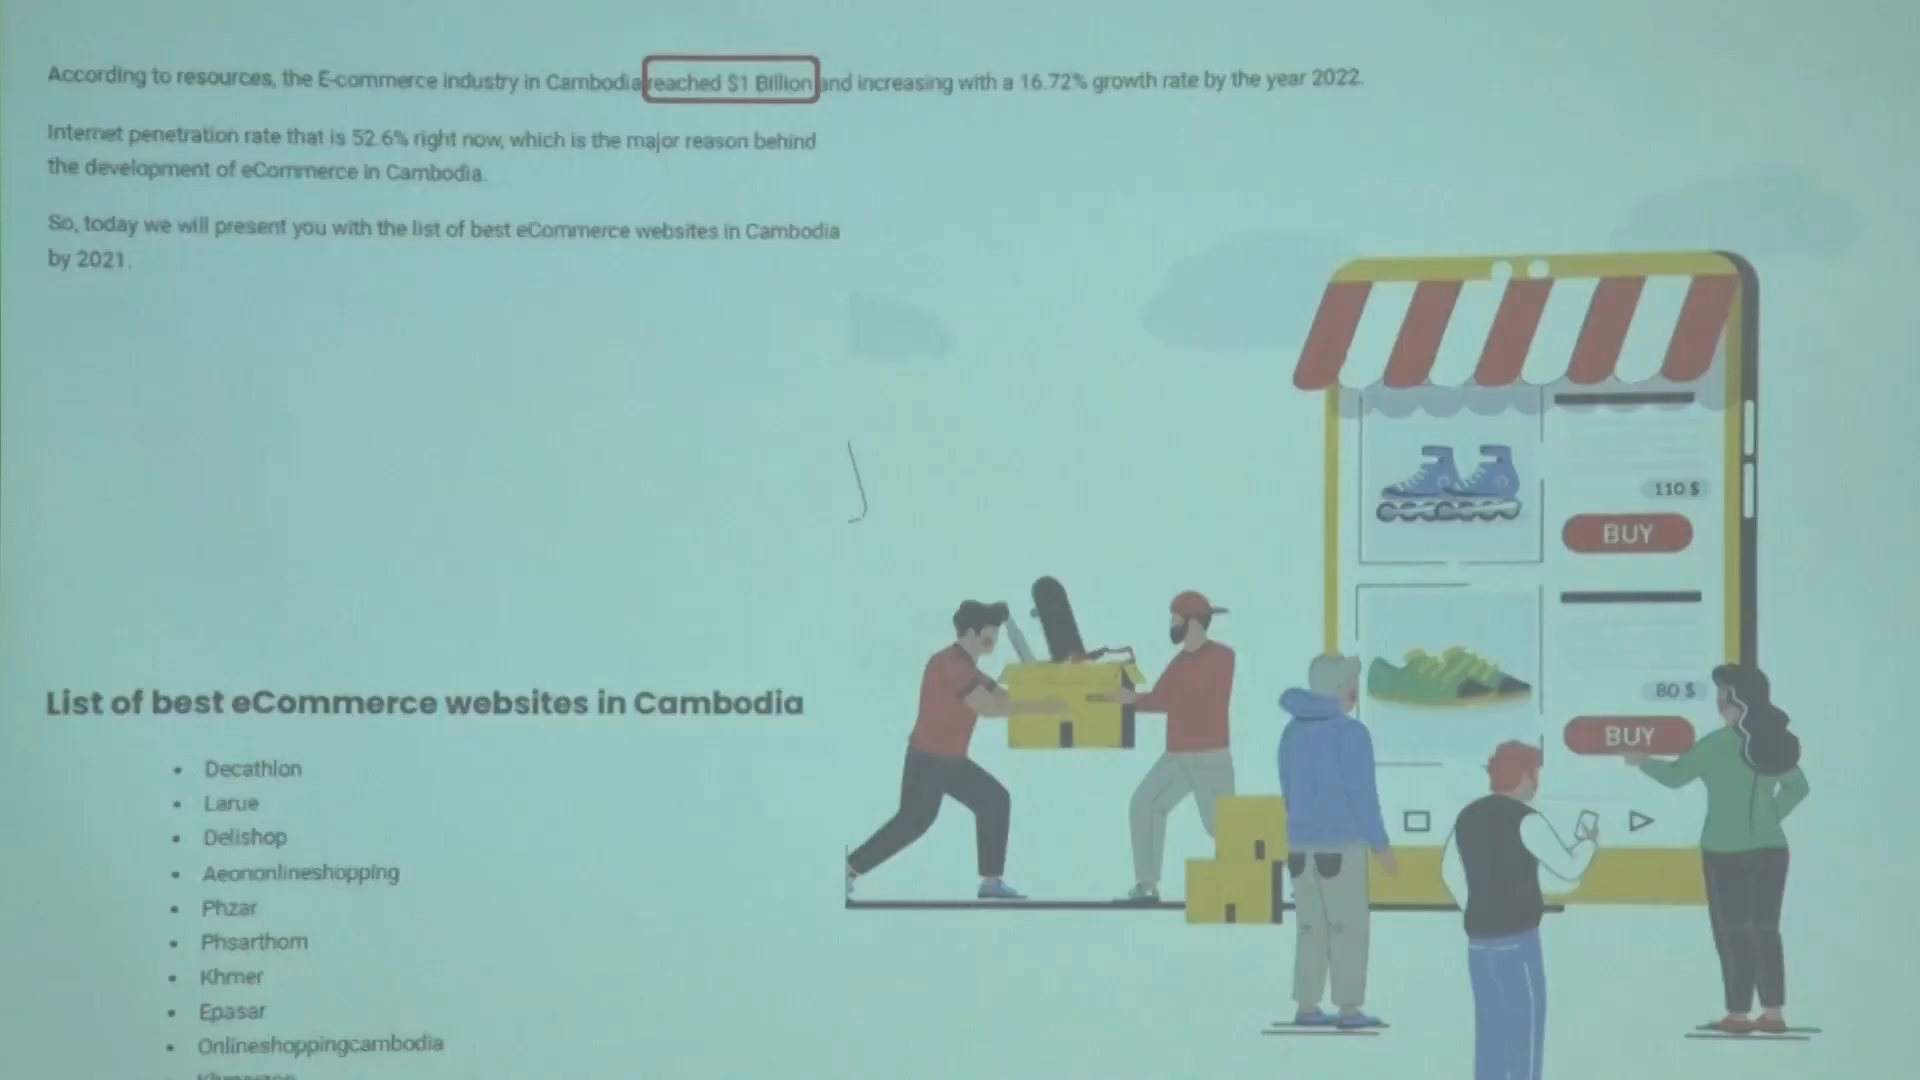 According to resources, the E-commerce industry in Cambodia reached $1 Billion and increasing with a 16.72% growth rate by the year 2022.
Internet penetration rate that is 52.6% right now, which is the major reason behind
the development of eCommerce in Cambodia.
So, today we will present you with the list of best eCommerce websites in Cambodia
by 2021.
110 $
BUY
80 $
BUY
List of best eCommerce websites in Cambodia
• Decathlon
• Larue
• Delishop
• Aeononlineshopping
• Phzar
• Phsarthom
• Khmer
• Epasar
• Onlineshoppingcambodia